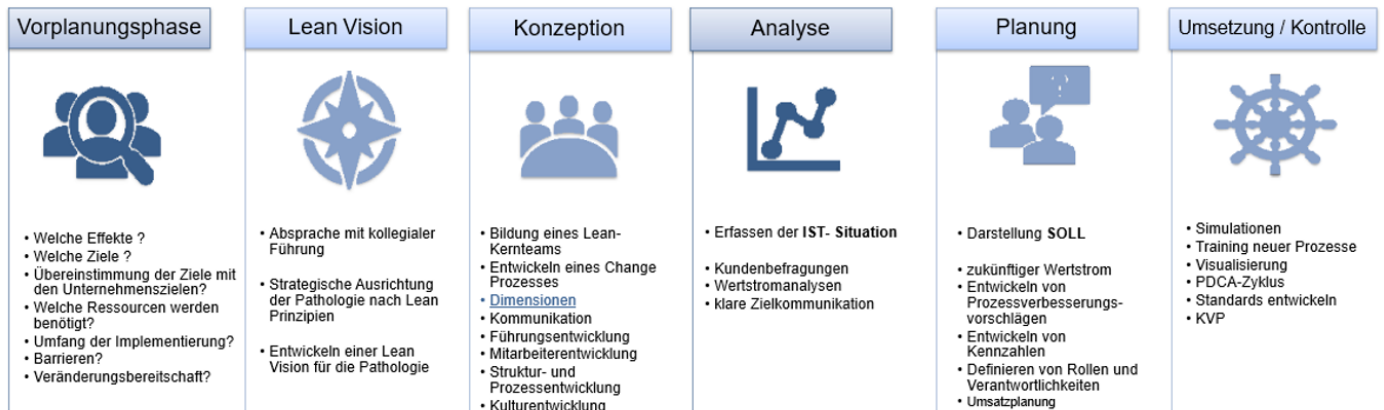 Vorplanungsphase
• Welche Effekte ?
• Welche Ziele ?
• Übereinstimmung der Ziele mit
den Unternehmenszielen?
• Welche Ressourcen werden
benötigt?
• Umfang der Implementierung?
• Barrieren?
• Veränderungsbereitschaft?
Lean Vision
• Absprache mit kollegialer
Führung
• Strategische Ausrichtung
der Pathologie nach Lean
Prinzipien
• Entwickeln einer Lean
Vision für die Pathologie
Konzeption
• Bildung eines Lean-
Kernteams
• Entwickeln eines Change
Prozesses
• Dimensionen
• Kommunikation
• Führungsentwicklung
• Mitarbeiterentwicklung
• Struktur- und
Prozessentwicklung
• Kulturentwicklung
Analyse
• Erfassen der IST- Situation
• Kundenbefragungen
• Wertstromanalysen
• klare Zielkommunikation
Planung
• Darstellung SOLL
• zukünftiger Wertstrom
• Entwickeln von
Prozessverbesserungs-
vorschlägen
• Entwickeln von
Kennzahlen
• Definieren von Rollen und
Verantwortlichkeiten
• Umsatzplanung
Umsetzung / Kontrolle
• Simulationen
• Training neuer Prozesse
• Visualisierung
• PDCA-Zyklus
• Standards entwickeln
• KVP